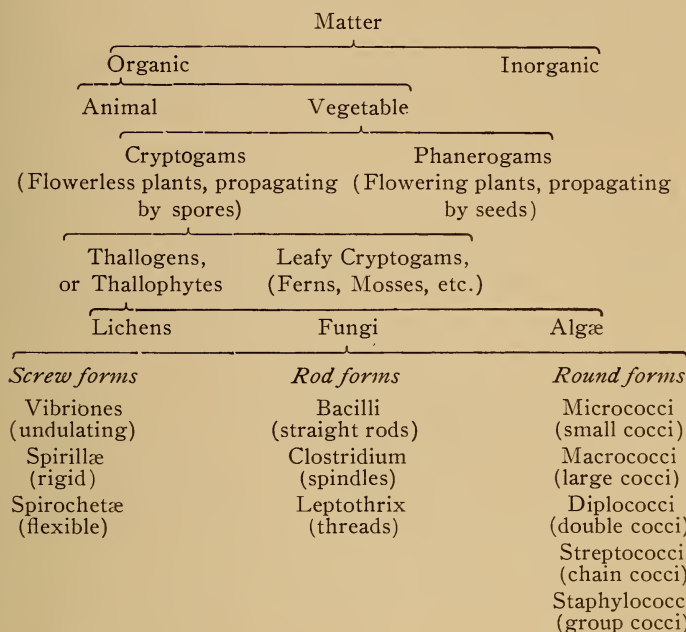 Matter
Organic Inorganic
Animal Vegetable
Cryptogams Phanerogams
(Flowerless plants, propagating (Flowering plants, propagating
by spores) by seeds)
Thallogens, Leafy Cryptogams,
or Thallophytes (Ferns, Mosses, etc.)
Lichens Fungi Algæ
Screw forms Rod forms Round forms
Vibriones Bacilli Micrococci
(undulating) (straight rods) (small cocci)
Spirillæ Clostridium Macrococci
(rigid) (spindles) (large cocci)
Spirochetæ Leptothrix Diplococci
(flexible) (threads) (double cocci)
Streptococci
(chain cocci)
Staphylococc
(group cocci)